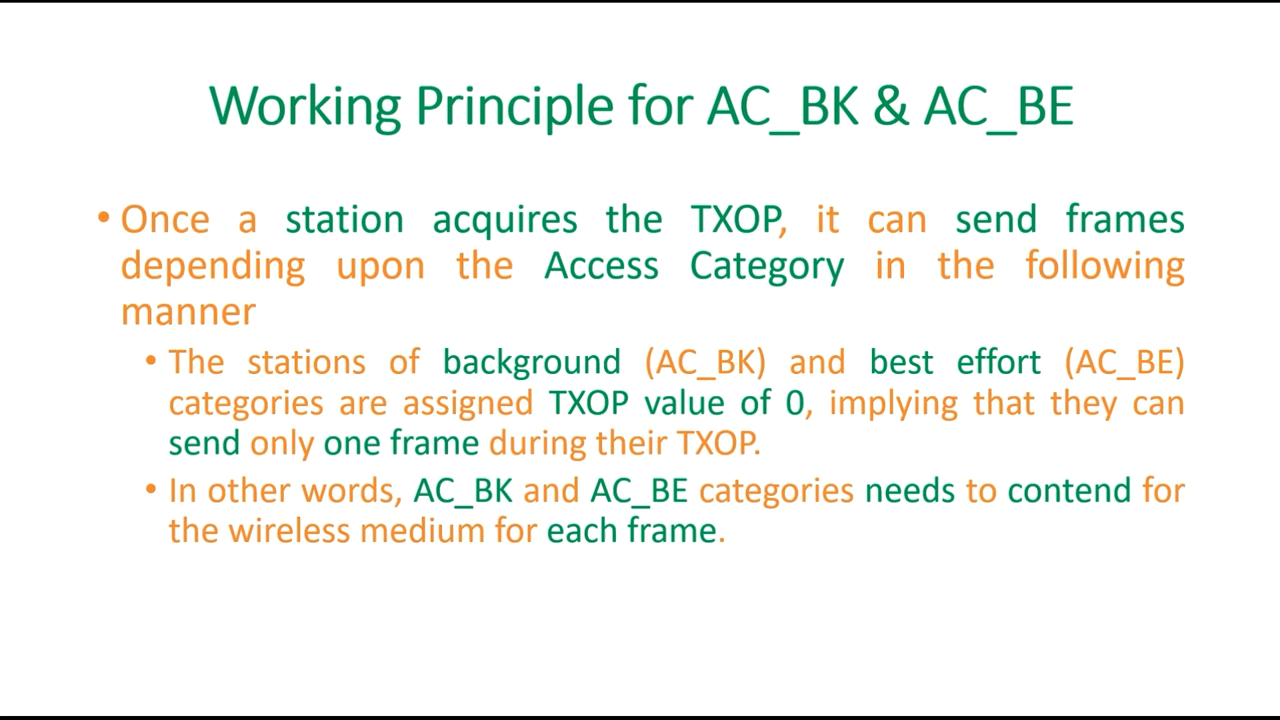 Working Principle for AC_BK & AC_BE
• Once a station acquires the TXOP, it can send frames
depending upon the Access Category in the following
manner
• The stations of background (AC_BK) and best effort (AC_BE)
categories are assigned TXOP value of 0, implying that they can
send only one frame during their TXOP.
• In other words, AC_BK and AC_BE categories needs to contend for
the wireless medium for each frame.